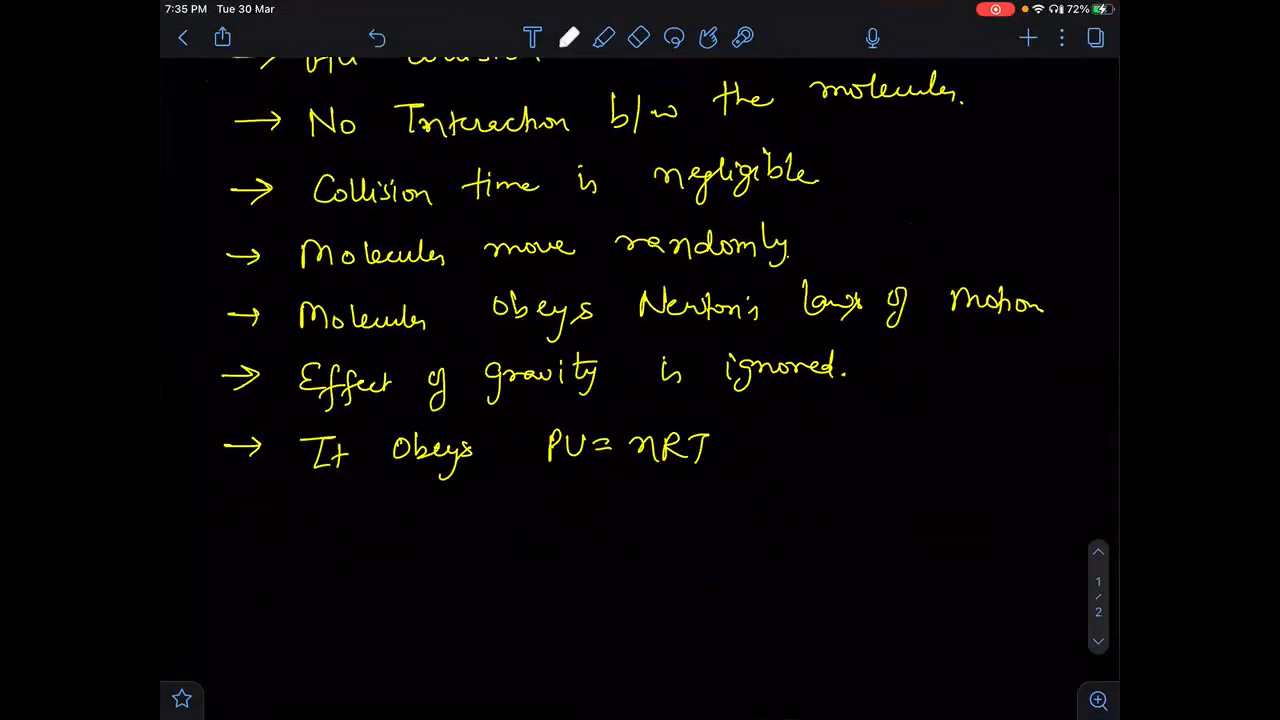 7:35 PM Tue 30 Mar
72%
→ No Interaction b/w the molecules.
→ Collision time is negligible
→ Molecules move randomly.
→ Molecules obeys Newton's laws of Motion
→ Effect of gravity is ignored.
→ It obeys PV = nRT
1
/
2